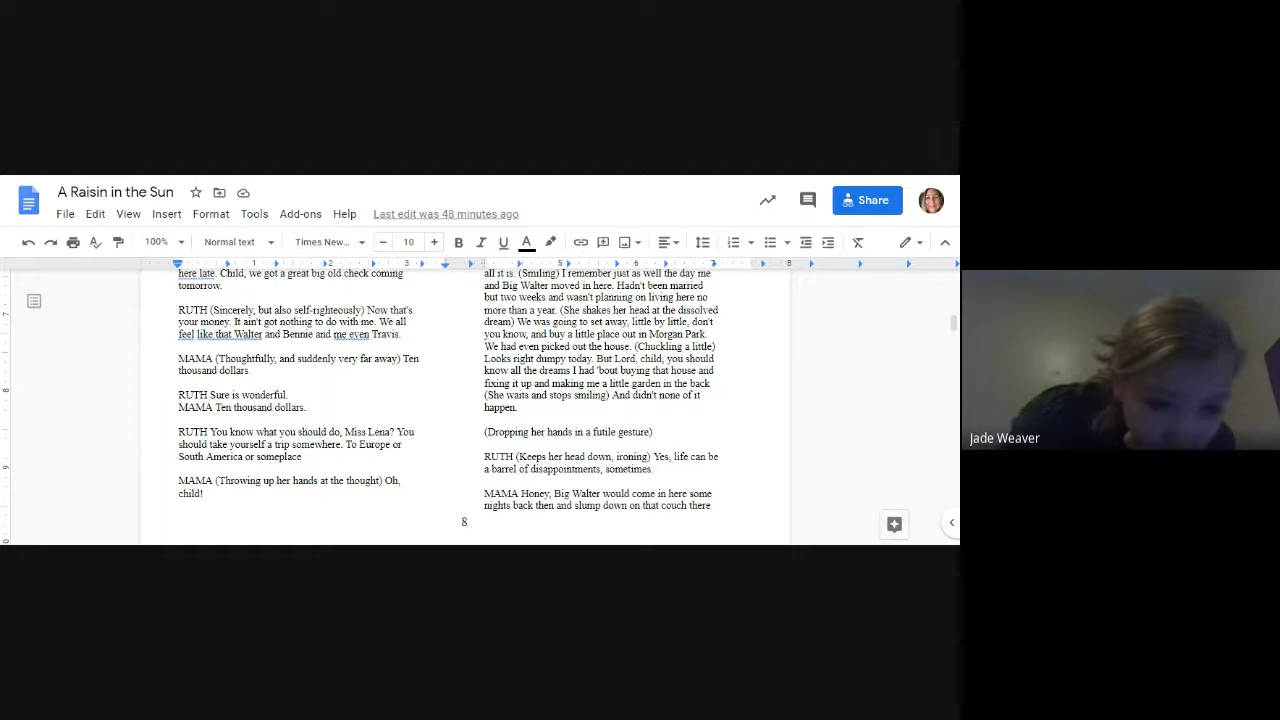 A Raisin in the Sun
File Edit View Insert Format Tools Add-ons Help Last edit was 48 minutes ago
Share
100% Normal text Times New... 10 B I U A
1 2 3 5 6 7 8
7
8
9
here late. Child, we got a great big old check coming
tomorrow.
RUTH (Sincerely, but also self-righteously) Now that's
your money. It ain't got nothing to do with me. We all
feel like that Walter and Bennie and me even Travis.
MAMA (Thoughtfully, and suddenly very far away) Ten
thousand dollars
RUTH Sure is wonderful.
MAMA Ten thousand dollars.
RUTH You know what you should do, Miss Lena? You
should take yourself a trip somewhere. To Europe or
South America or someplace
MAMA (Throwing up her hands at the thought) Oh,
child!
all it is. (Smiling) I remember just as well the day me
and Big Walter moved in here. Hadn't been married
but two weeks and wasn't planning on living here no
more than a year. (She shakes her head at the dissolved
dream) We was going to set away, little by little, don't
you know, and buy a little place out in Morgan Park.
We had even picked out the house. (Chuckling a little)
Looks right dumpy today. But Lord, child, you should
know all the dreams I had 'bout buying that house and
fixing it up and making me a little garden in the back
(She waits and stops smiling) And didn't none of it
happen.
(Dropping her hands in a futile gesture)
RUTH (Keeps her head down, ironing) Yes, life can be
a barrel of disappointments, sometimes.
MAMA Honey, Big Walter would come in here some
nights back then and slump down on that couch there
8
Jade Weaver